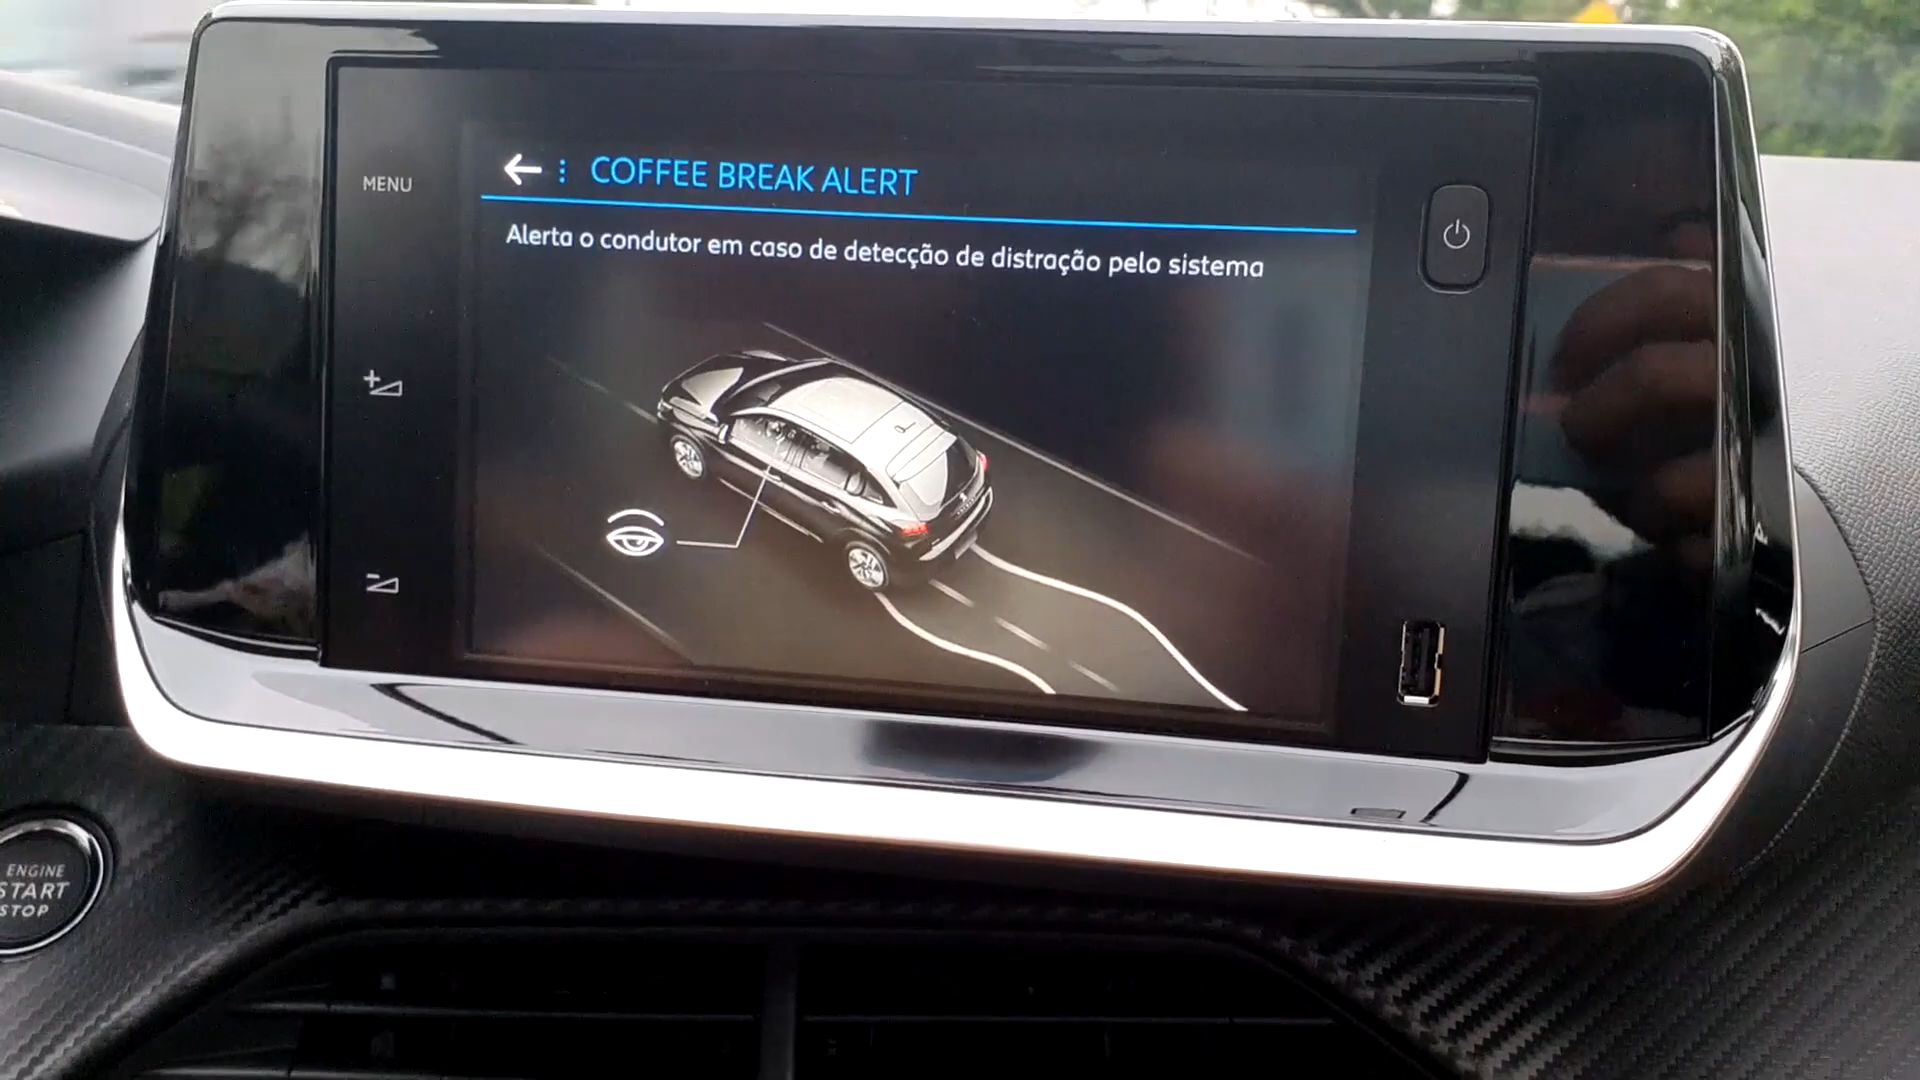 COFFEE BREAK ALERT
MENU
Alerta o condutor em caso de detecção de distração pelo sistema
ENGINE
START
STOP